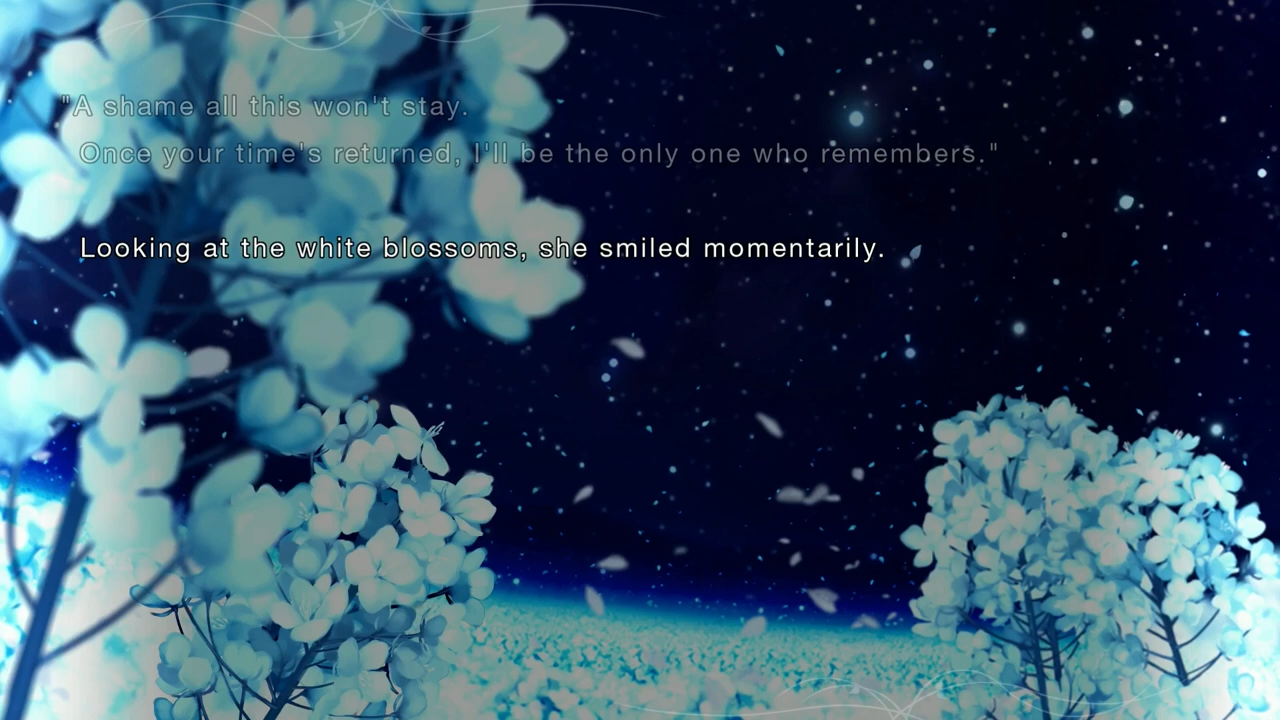 "A shame all this won't stay.
Once your time's returned, I'll be the only one who remembers."
Looking at the white blossoms, she smiled momentarily.